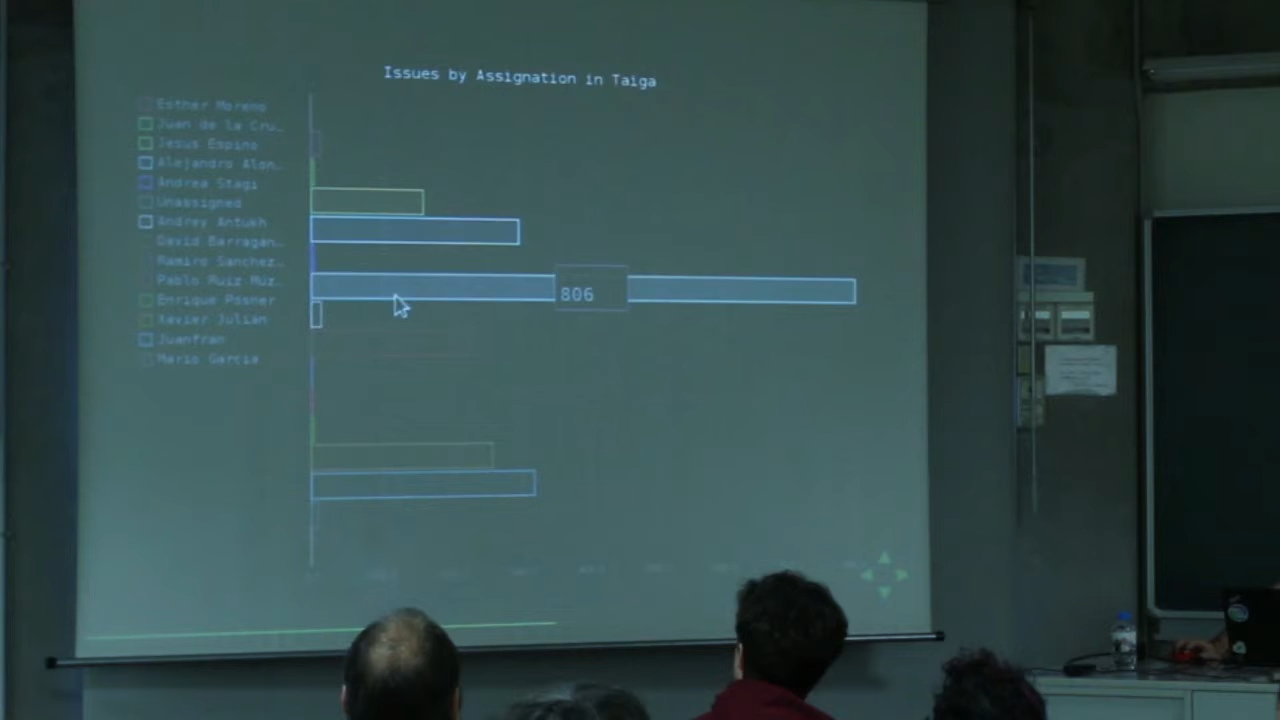 Issues by Assignation in Taiga
Esther Moreno
Juan de la Cru…
Jesus Espino
Alejandro Alon…
Andrea Stagi
Unassigned
Andrey Antukh
David Barragan…
Ramiro Sanchez…
Pablo Ruiz Muz…
Enrique Posner
Xavier Julian
Juanfran
Mario Garcia
806